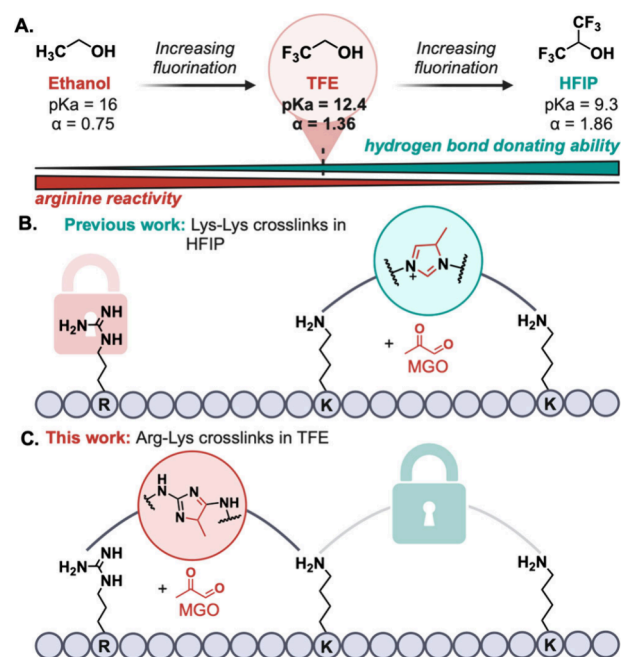 A.
H₃C OH
Increasing
fluorination
F₃C OH
Increasing
fluorination
CF₃
F₃C OH
Ethanol
pKa = 16
α = 0.75
TFE
pKa = 12.4
α = 1.36
HFIP
pKa = 9.3
α = 1.86
hydrogen bond donating ability
arginine reactivity
B. Previous work: Lys-Lys crosslinks in
HFIP
N N
+
NH
H₂N NH
H₂N
+ O O
MGO
H₂N
R K K
C. This work: Arg-Lys crosslinks in TFE
H
N N NH
N
NH
H₂N NH
+ O O
MGO
H₂N
H₂N
R K K